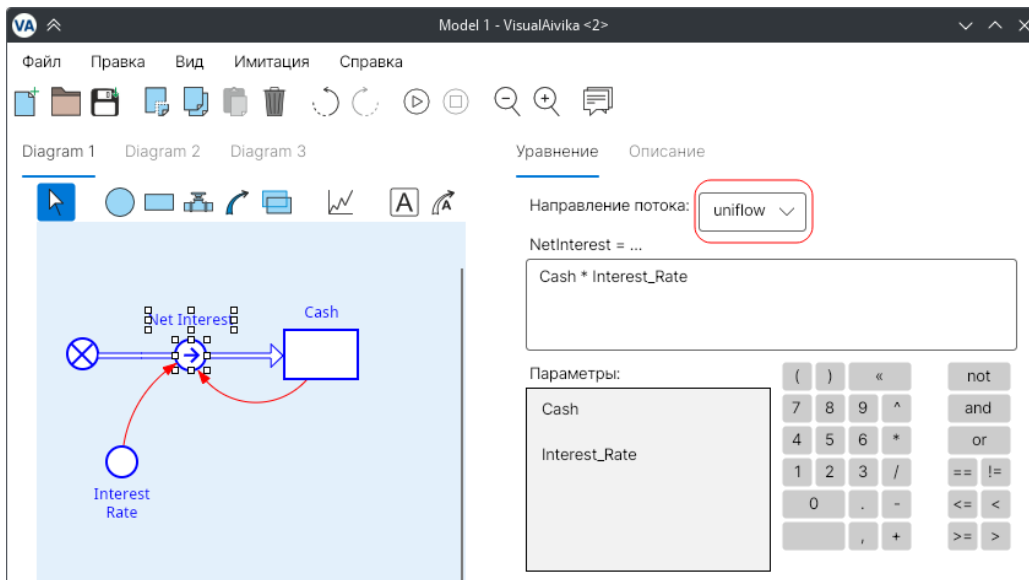 VA
Model 1 - VisualAivika <2>
Файл Правка Вид Имитация Справка
Diagram 1 Diagram 2 Diagram 3
A A
Net Interest
Cash
Interest
Rate
Уравнение Описание
Направление потока: uniflow
NetInterest = ...
Cash * Interest_Rate
Параметры:
Cash
Interest_Rate
( ) « not
7 8 9 ^ and
4 5 6 * or
1 2 3 / == !=
0 . - <= <
, + >= >